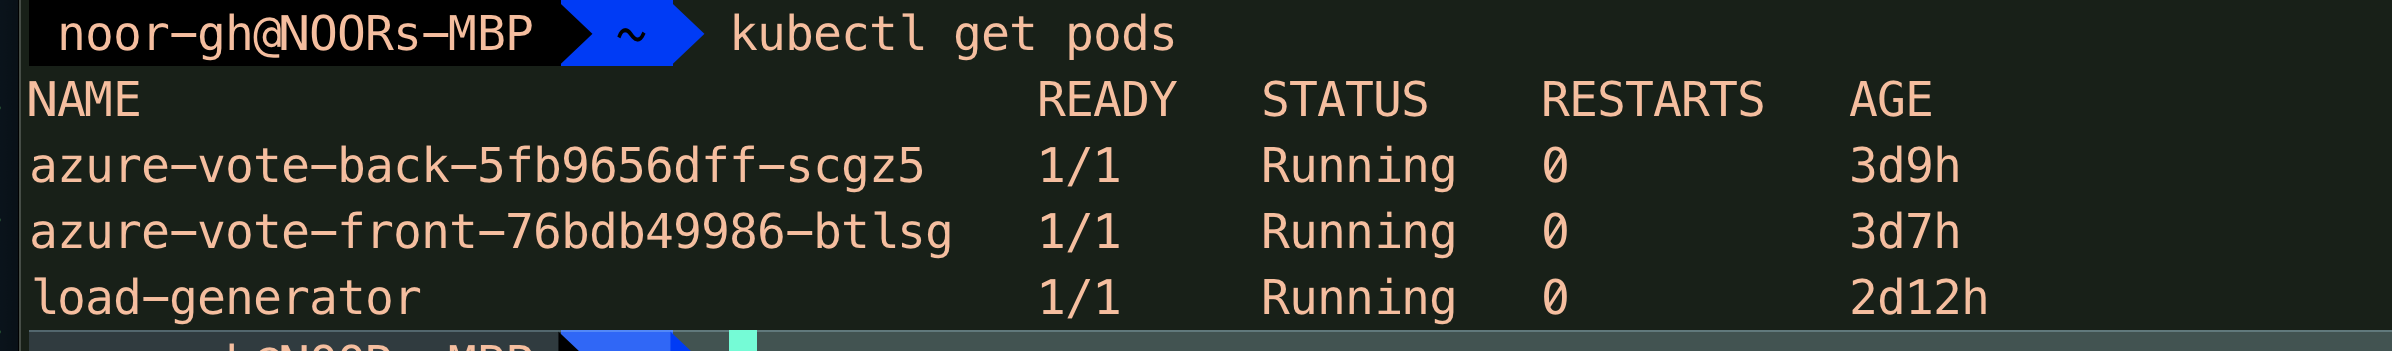 noor-gh@NOORs-MBP ~ kubectl get pods
NAME READY STATUS RESTARTS AGE
azure-vote-back-5fb9656dff-scgz5 1/1 Running 0 3d9h
azure-vote-front-76bdb49986-btlsg 1/1 Running 0 3d7h
load-generator 1/1 Running 0 2d12h